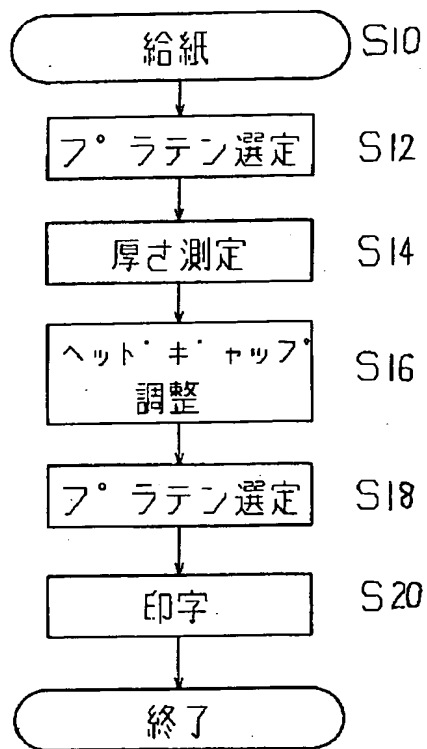 給紙 S10
プラテン選定 S12
厚さ測定 S14
ヘッドギャップ
調整 S16
プラテン選定 S18
印字 S20
終了